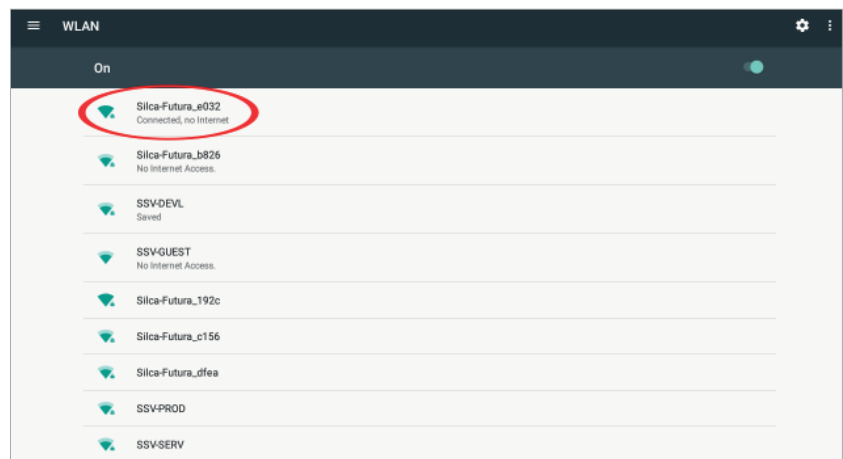 WLAN
On
Silca-Futura_e032
Connected, no Internet
Silca-Futura_b826
No Internet Access.
SSV-DEVL
Saved
SSV-GUEST
No Internet Access.
Silca-Futura_192c
Silca-Futura_c156
Silca-Futura_dfea
SSV-PROD
SSV-SERV